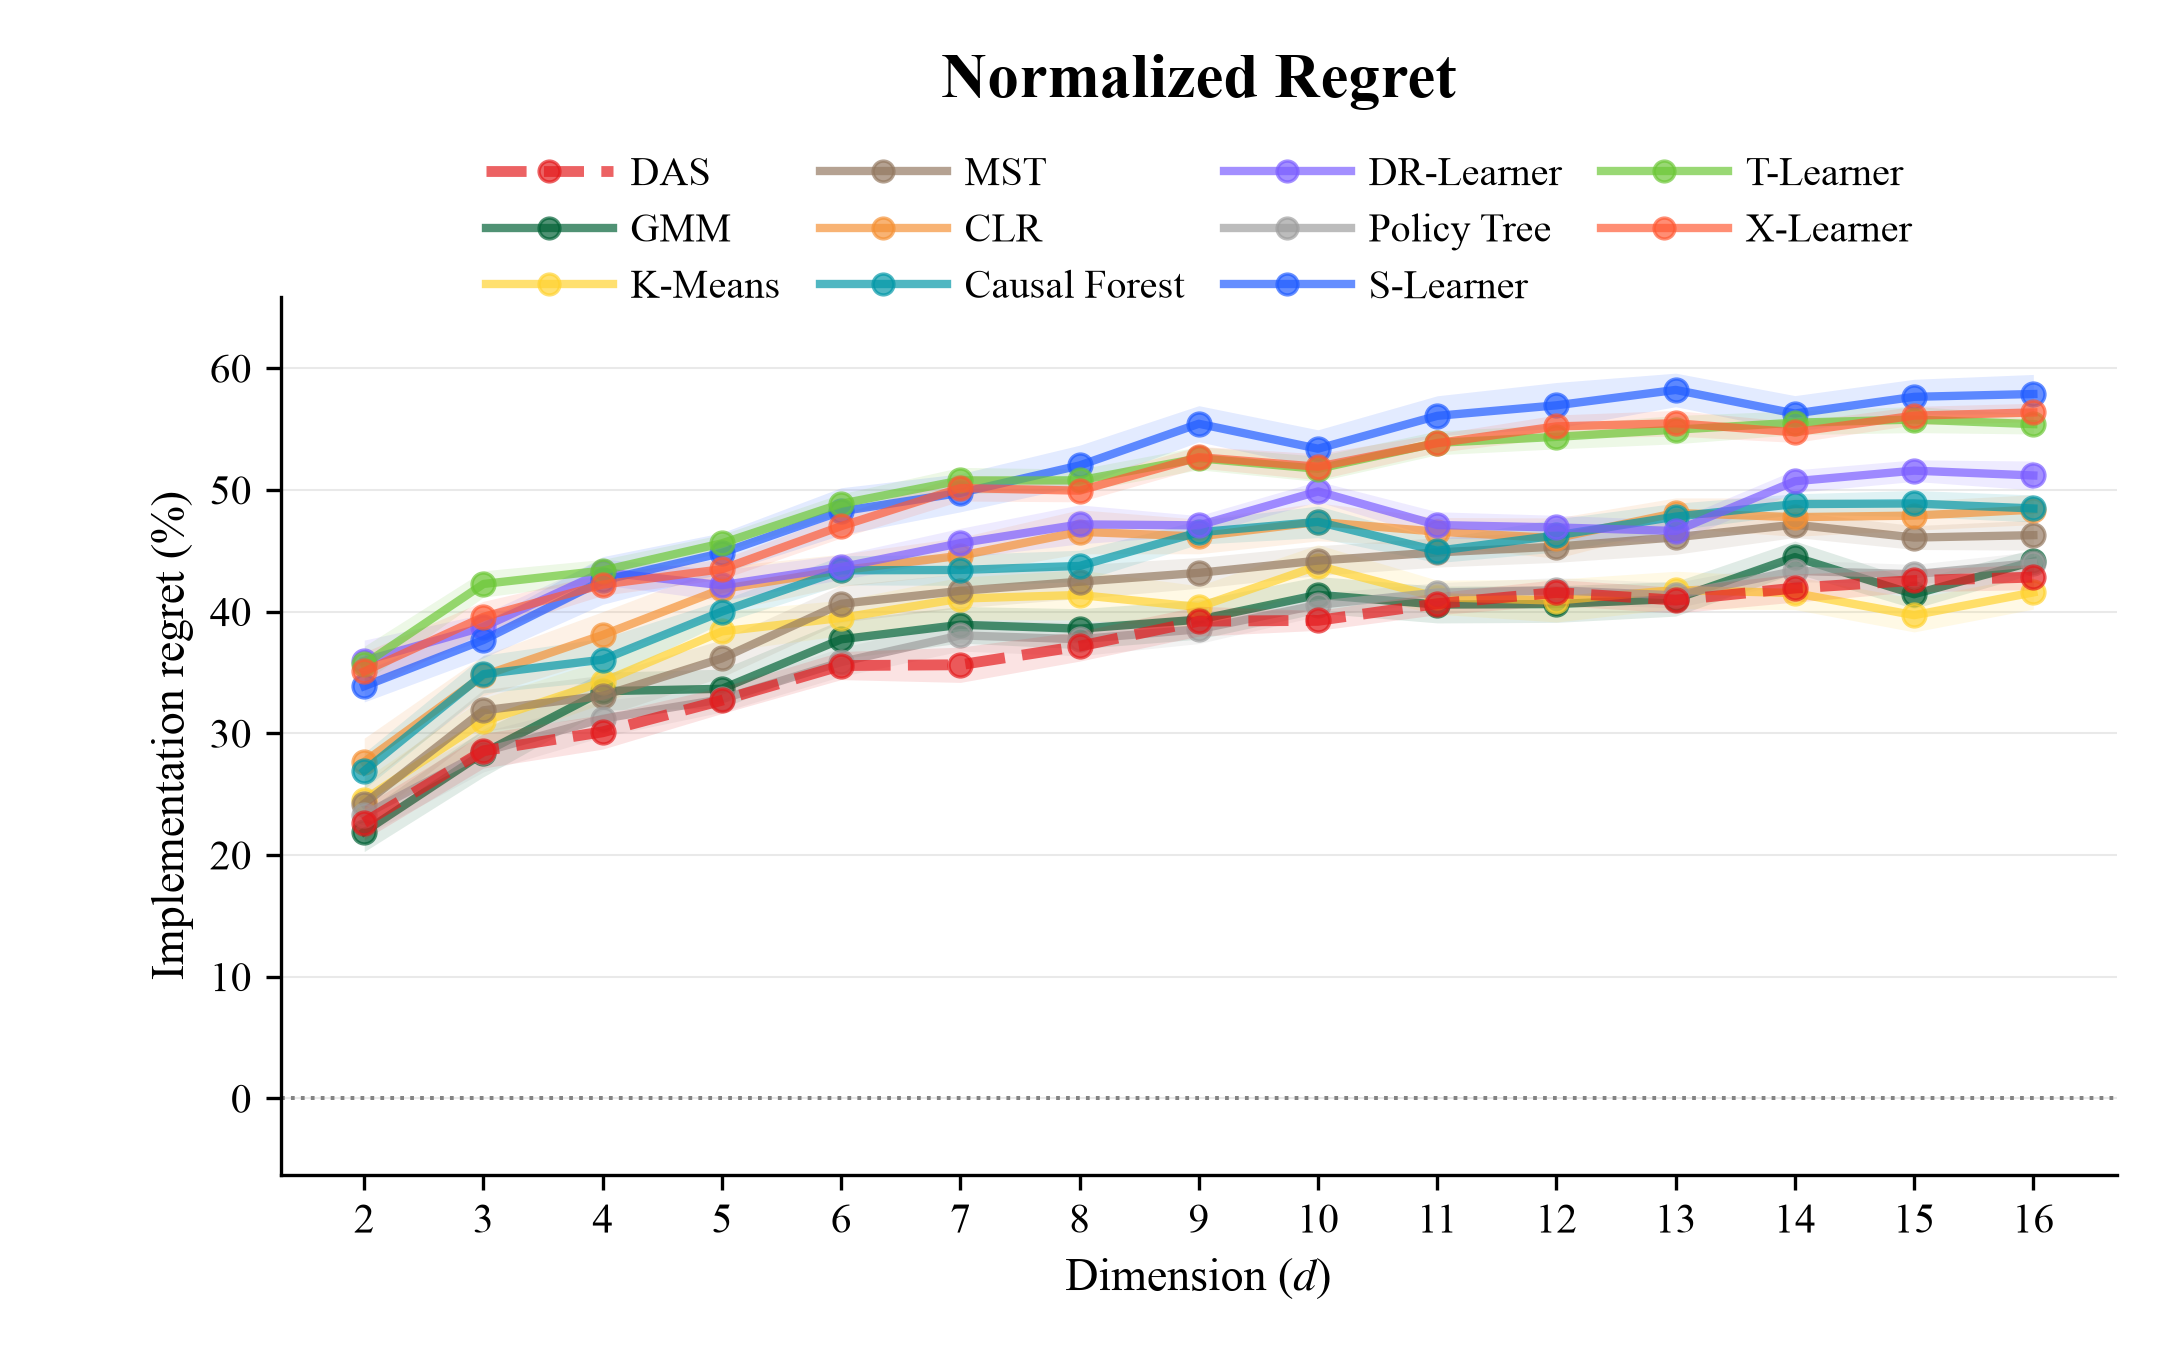 Normalized Regret
DAS MST DR-Learner T-Learner
GMM CLR Policy Tree X-Learner
K-Means Causal Forest S-Learner
Implementation regret (%)
60
50
40
30
20
10
0
2 3 4 5 6 7 8 9 10 11 12 13 14 15 16
Dimension (d)